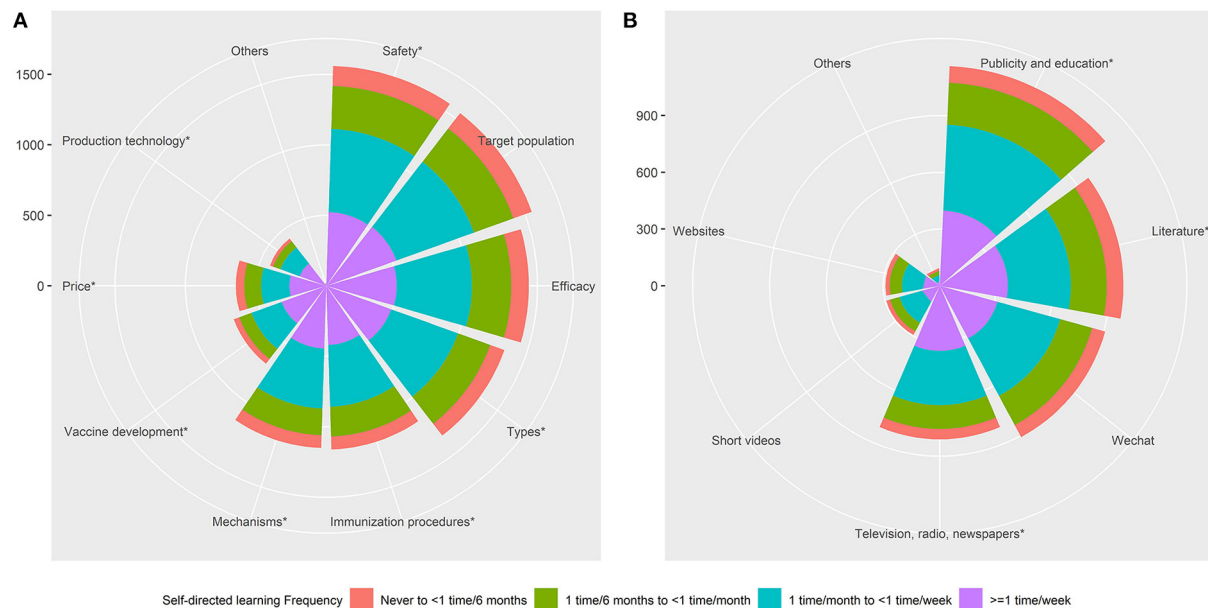 A
Others
Safety*
1500
1000
500
0
Production technology*
Target population
Price*
Efficacy
Vaccine development*
Types*
Mechanisms*
Immunization procedures*
B
Others
Publicity and education*
900
600
300
0
Websites
Literature*
Short videos
Wechat
Television, radio, newspapers*
Self-directed learning Frequency
Never to <1 time/6 months
1 time/6 months to <1 time/month
1 time/month to <1 time/week
>=1 time/week